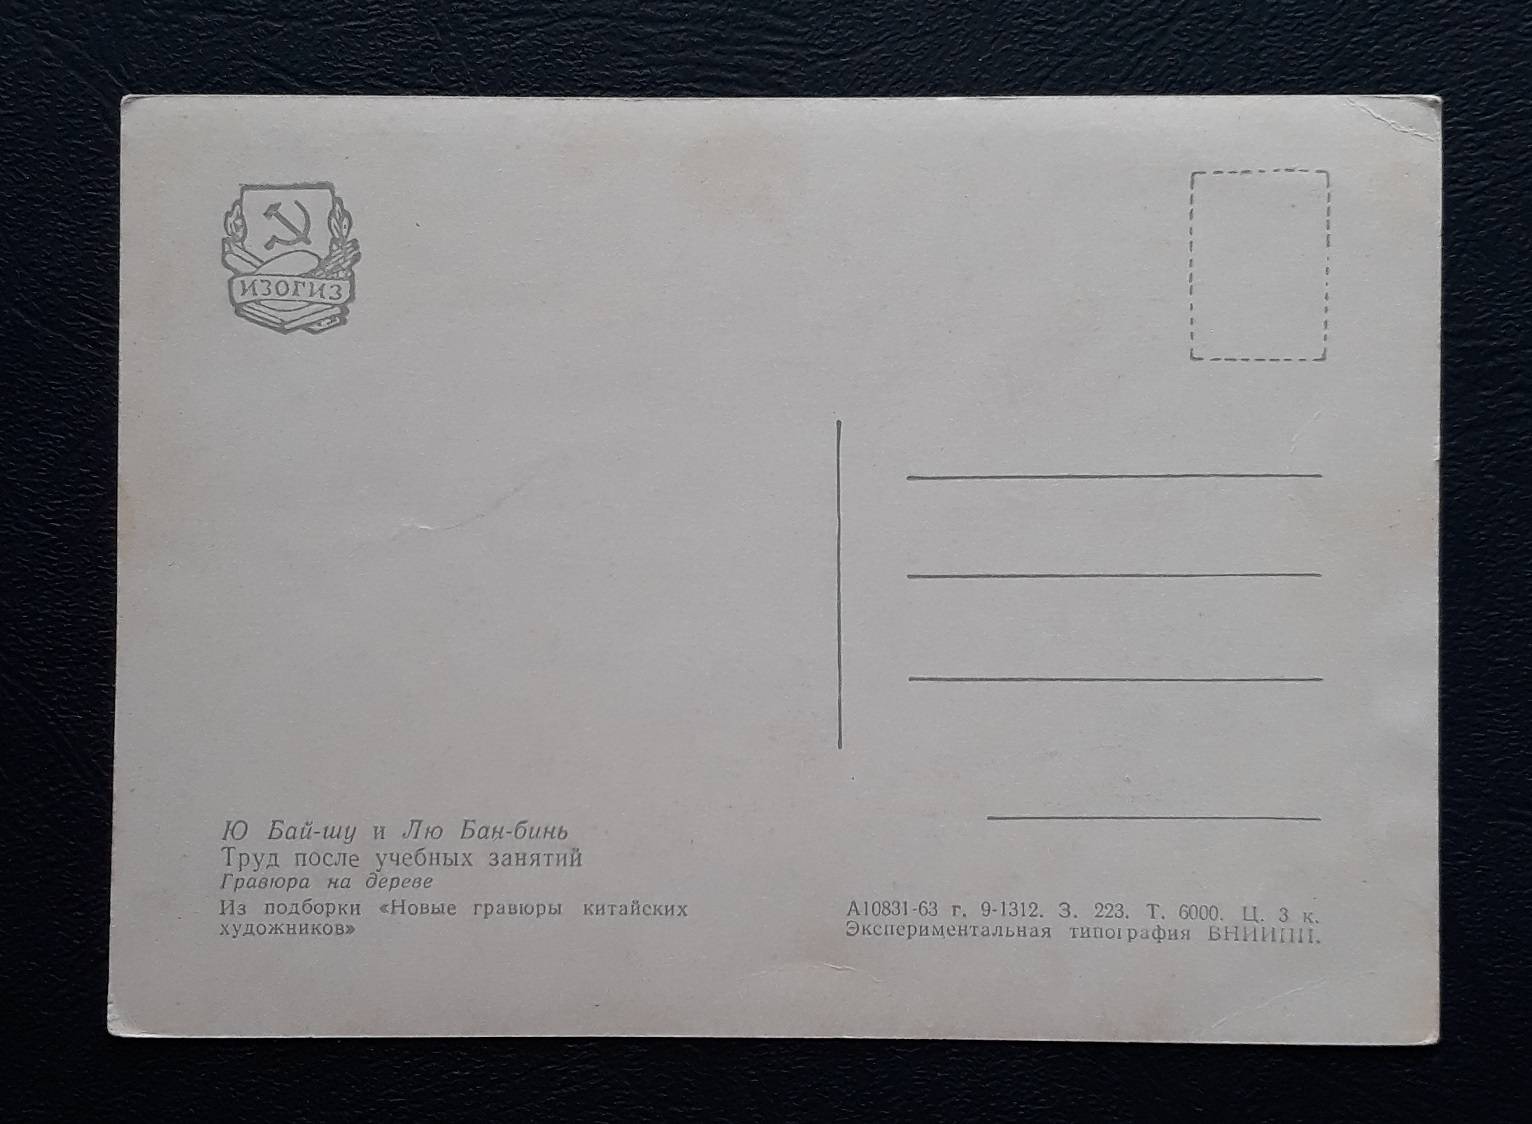 ИЗОГИЗ
Ю Бай-шу и Лю Бан-бинь
Труд после учебных занятий
Гравюра на дереве
Из подборки «Новые гравюры китайских
художников»
А10831-63 г. 9-1312. З. 223. Т. 6000. Ц. 3 к.
Экспериментальная типография ВНИИПП.